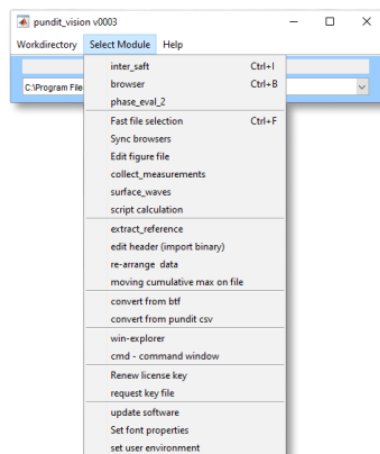 pundit_vision v0003
Workdirectory Select Module Help
C:\Program File
inter_saft Ctrl+I
browser Ctrl+B
phase_eval_2
Fast file selection Ctrl+F
Sync browsers
Edit figure file
collect_measurements
surface_waves
script calculation
extract_reference
edit header (import binary)
re-arrange data
moving cumulative max on file
convert from btf
convert from pundit csv
win-explorer
cmd - command window
Renew license key
request key file
update software
Set font properties
set user environment